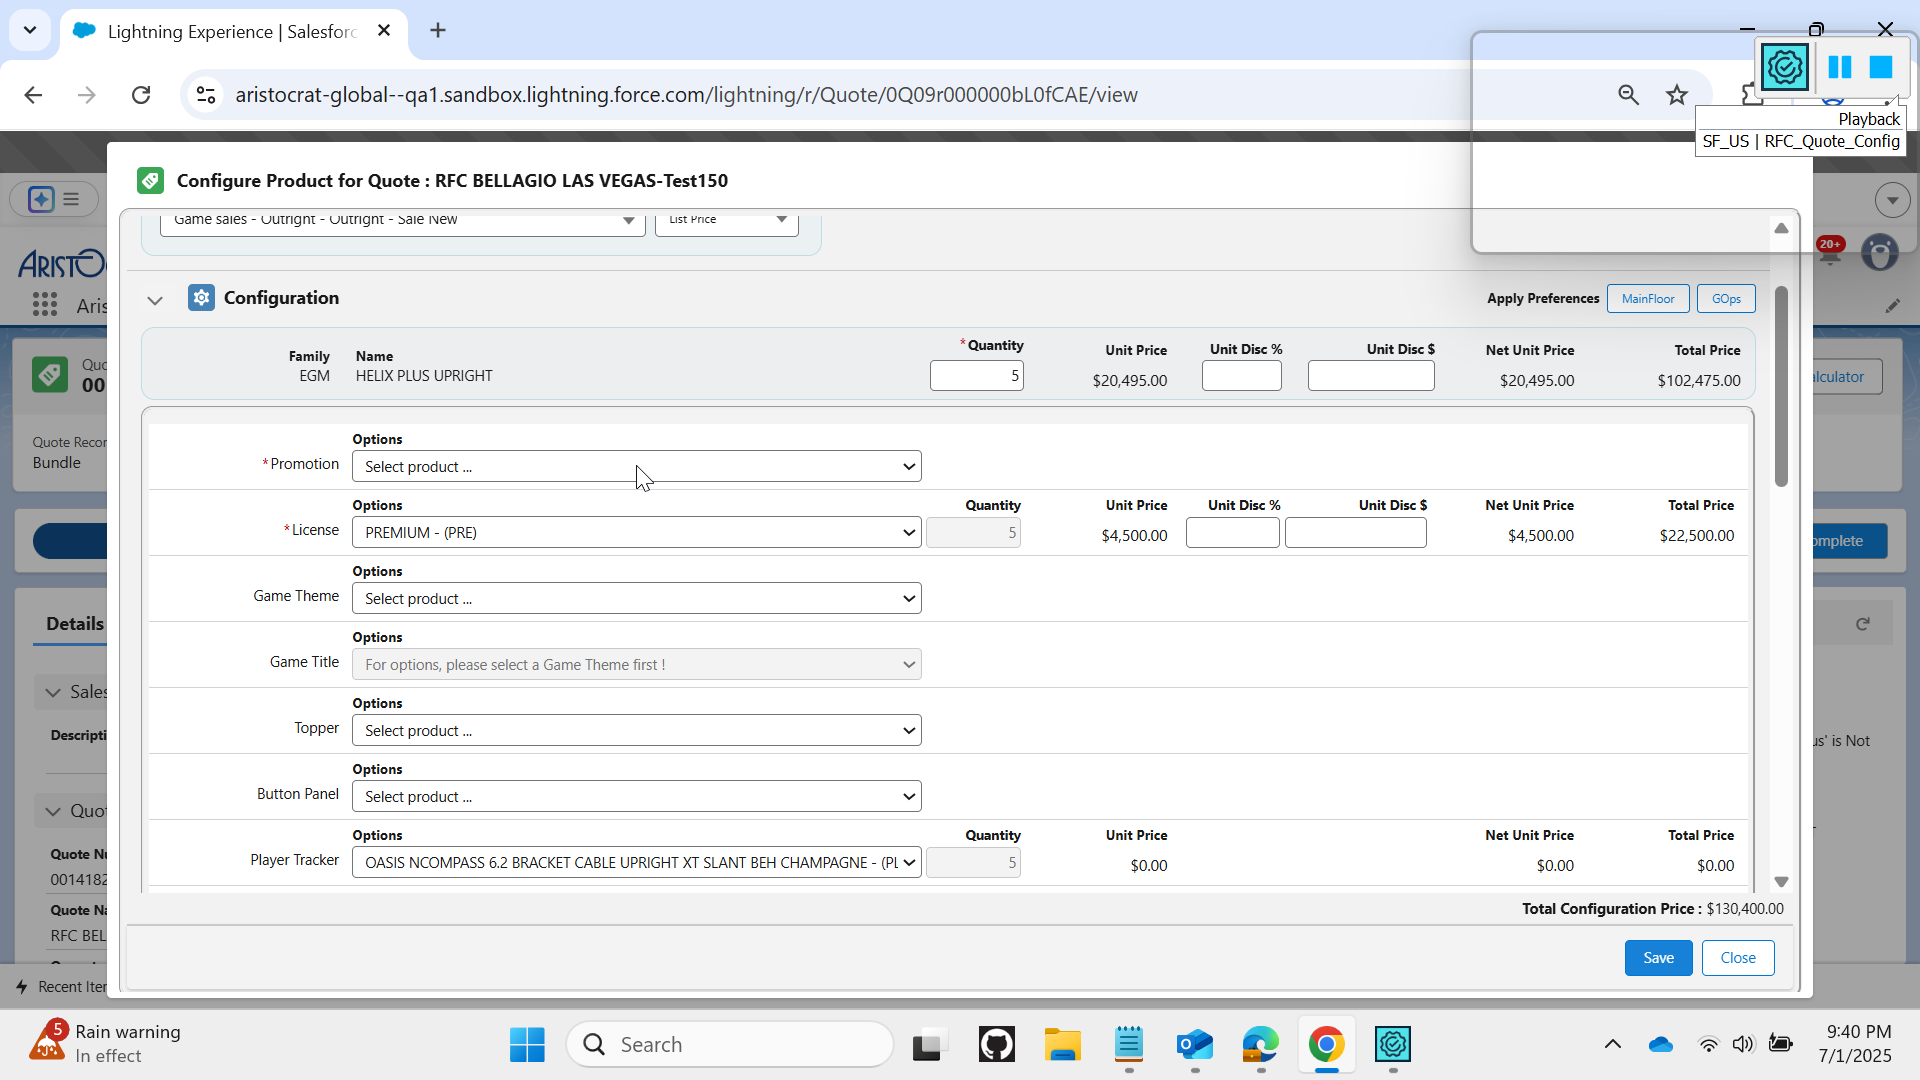 Lightning Experience | Salesforc
aristocrat-global--qa1.sandbox.lightning.force.com/lightning/r/Quote/0Q09r000000bL0fCAE/view
Playback
SF_US | RFC_Quote_Config
Configure Product for Quote : RFC BELLAGIO LAS VEGAS-Test150
Game sales - Outright - Outright - Sale New
List Price
20+
ARISTO
Aris
Configuration
Apply Preferences
MainFloor
GOps
Family
Name
*Quantity
Unit Price
Unit Disc %
Unit Disc $
Net Unit Price
Total Price
EGM
HELIX PLUS UPRIGHT
5
$20,495.00
$20,495.00
$102,475.00
Quo
00
alculator
Quote Recor
Bundle
Options
*Promotion
Select product ...
Options
Quantity
Unit Price
Unit Disc %
Unit Disc $
Net Unit Price
Total Price
*License
PREMIUM - (PRE)
5
$4,500.00
$4,500.00
$22,500.00
omplete
Options
Game Theme
Select product ...
Details
Options
Game Title
For options, please select a Game Theme first !
Sales
Options
Topper
Select product ...
Descripti
us' is Not
Options
Button Panel
Select product ...
Quot
Options
Quantity
Unit Price
Net Unit Price
Total Price
Player Tracker
OASIS NCOMPASS 6.2 BRACKET CABLE UPRIGHT XT SLANT BEH CHAMPAGNE - (PL
5
$0.00
$0.00
$0.00
Quote Nu
0014182
Quote Na
RFC BEL
Total Configuration Price : $130,400.00
Save
Close
Recent Iter
5
Rain warning
In effect
Search
9:40 PM
7/1/2025